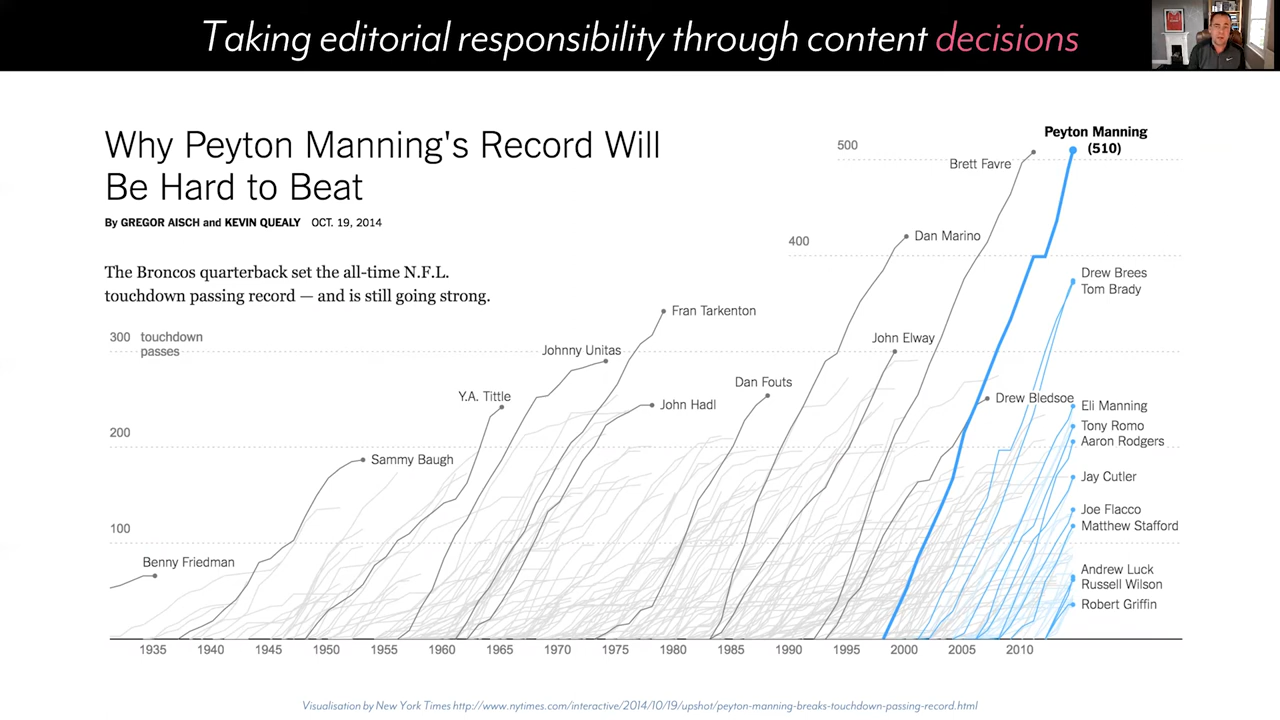 Taking editorial responsibility through content decisions
Why Peyton Manning's Record Will
Be Hard to Beat
By GREGOR AISCH and KEVIN QUEALY OCT. 19, 2014
The Broncos quarterback set the all-time N.F.L.
touchdown passing record — and is still going strong.
500
400
300 touchdown
passes
200
100
Peyton Manning
(510)
Brett Favre
Dan Marino
Drew Brees
Tom Brady
Fran Tarkenton
John Elway
Johnny Unitas
Dan Fouts
Y.A. Tittle
John Hadl
Drew Bledsoe
Eli Manning
Tony Romo
Aaron Rodgers
Sammy Baugh
Jay Cutler
Joe Flacco
Matthew Stafford
Benny Friedman
Andrew Luck
Russell Wilson
Robert Griffin
1935 1940 1945 1950 1955 1960 1965 1970 1975 1980 1985 1990 1995 2000 2005 2010
Visualisation by New York Times http://www.nytimes.com/interactive/2014/10/19/upshot/peyton-manning-breaks-touchdown-passing-record.html